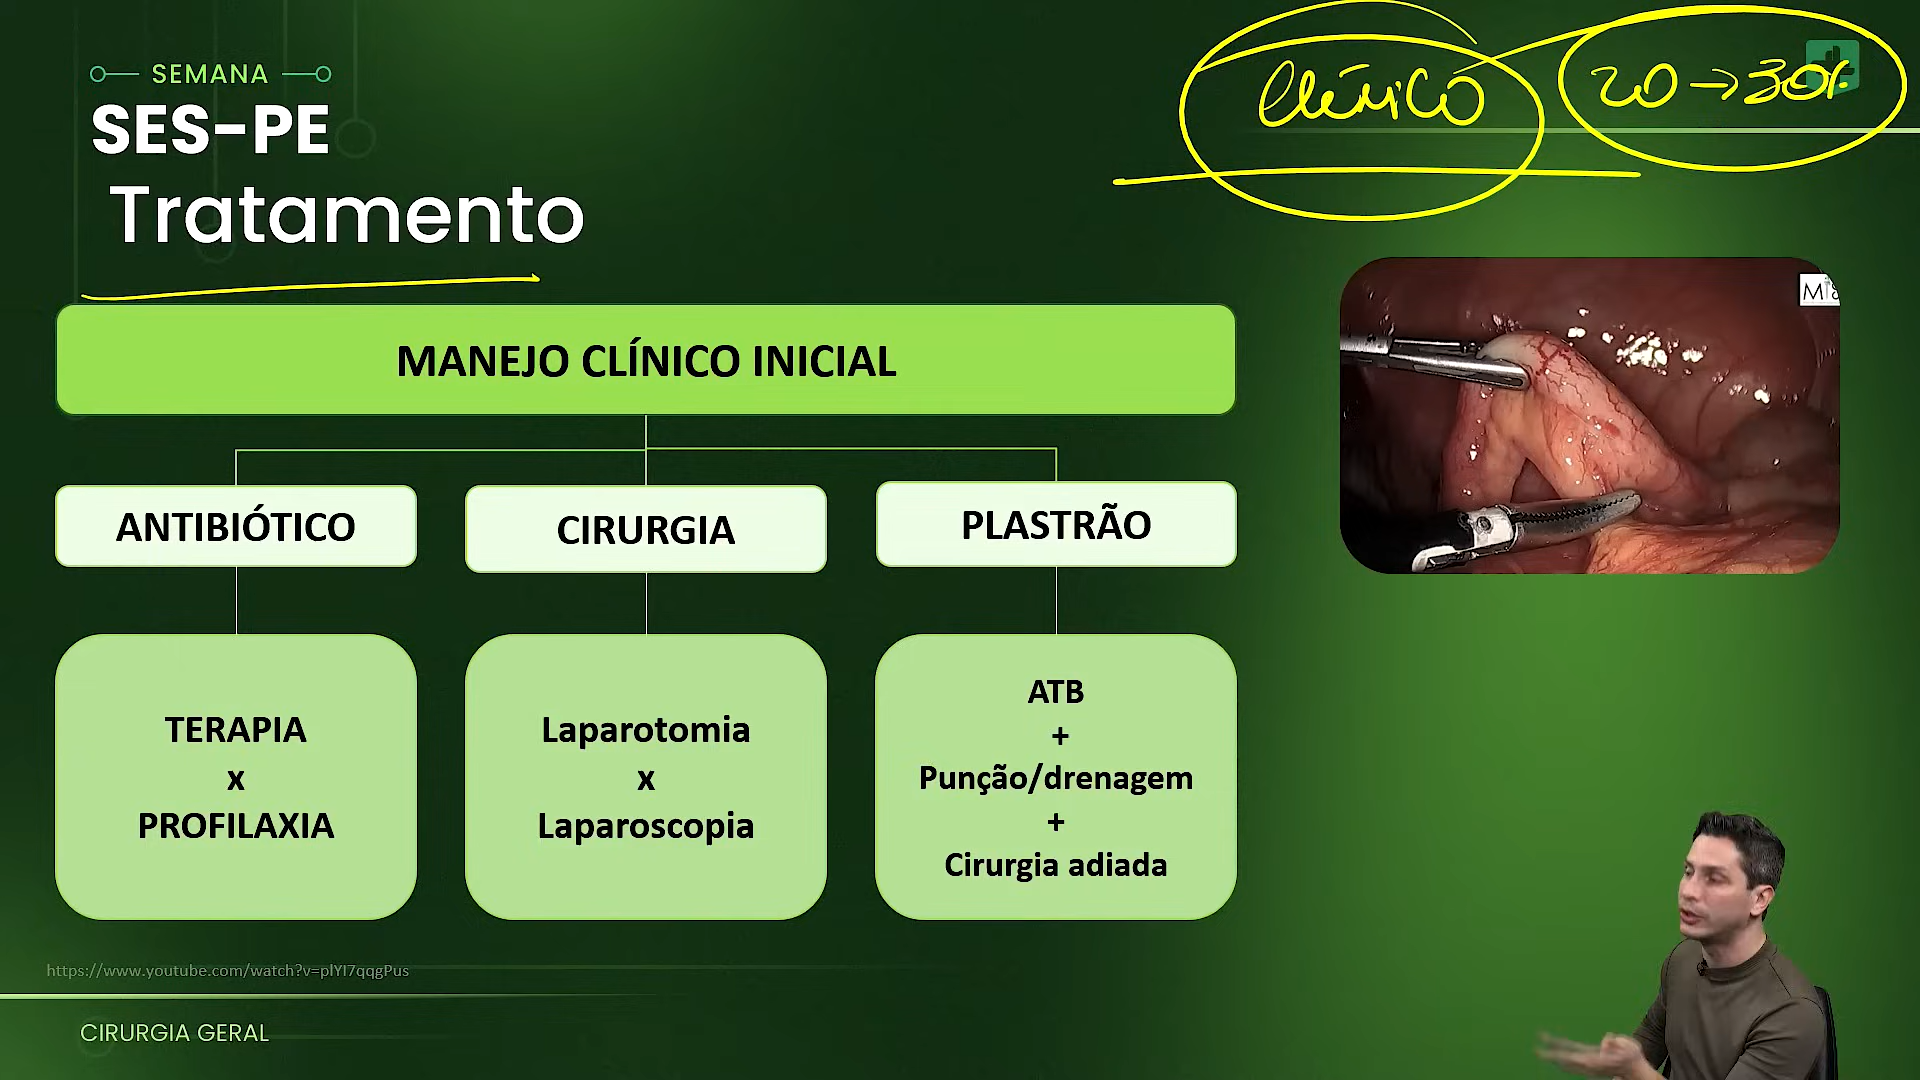 SEMANA
SES-PE
Tratamento
Clínico
20 → 30%
MANEJO CLÍNICO INICIAL
ANTIBIÓTICO
CIRURGIA
PLASTRÃO
TERAPIA
x
PROFILAXIA
Laparotomia
x
Laparoscopia
ATB
+
Punção/drenagem
+
Cirurgia adiada
https://www.youtube.com/watch?v=plYI7qqgPus
CIRURGIA GERAL